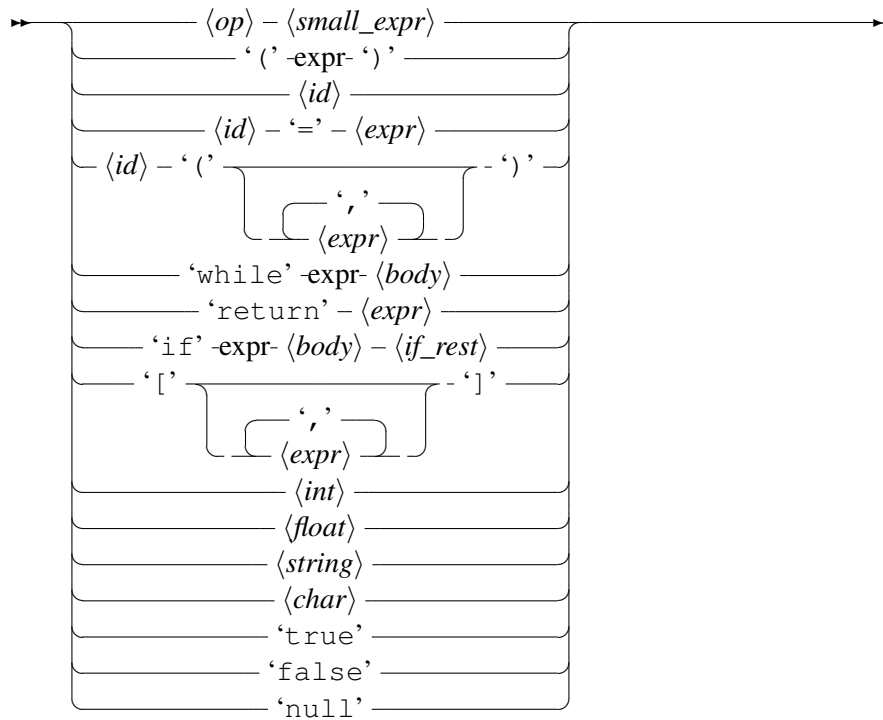 ⟨op⟩ ⟨small_expr⟩
‘(’ expr ‘)’
⟨id⟩
⟨id⟩ ‘=’ ⟨expr⟩
⟨id⟩ ‘(’ ‘)’
‘,’
⟨expr⟩
‘while’ expr ⟨body⟩
‘return’ ⟨expr⟩
‘if’ expr ⟨body⟩ ⟨if_rest⟩
‘[’ ‘]’
‘,’
⟨expr⟩
⟨int⟩
⟨float⟩
⟨string⟩
⟨char⟩
‘true’
‘false’
‘null’